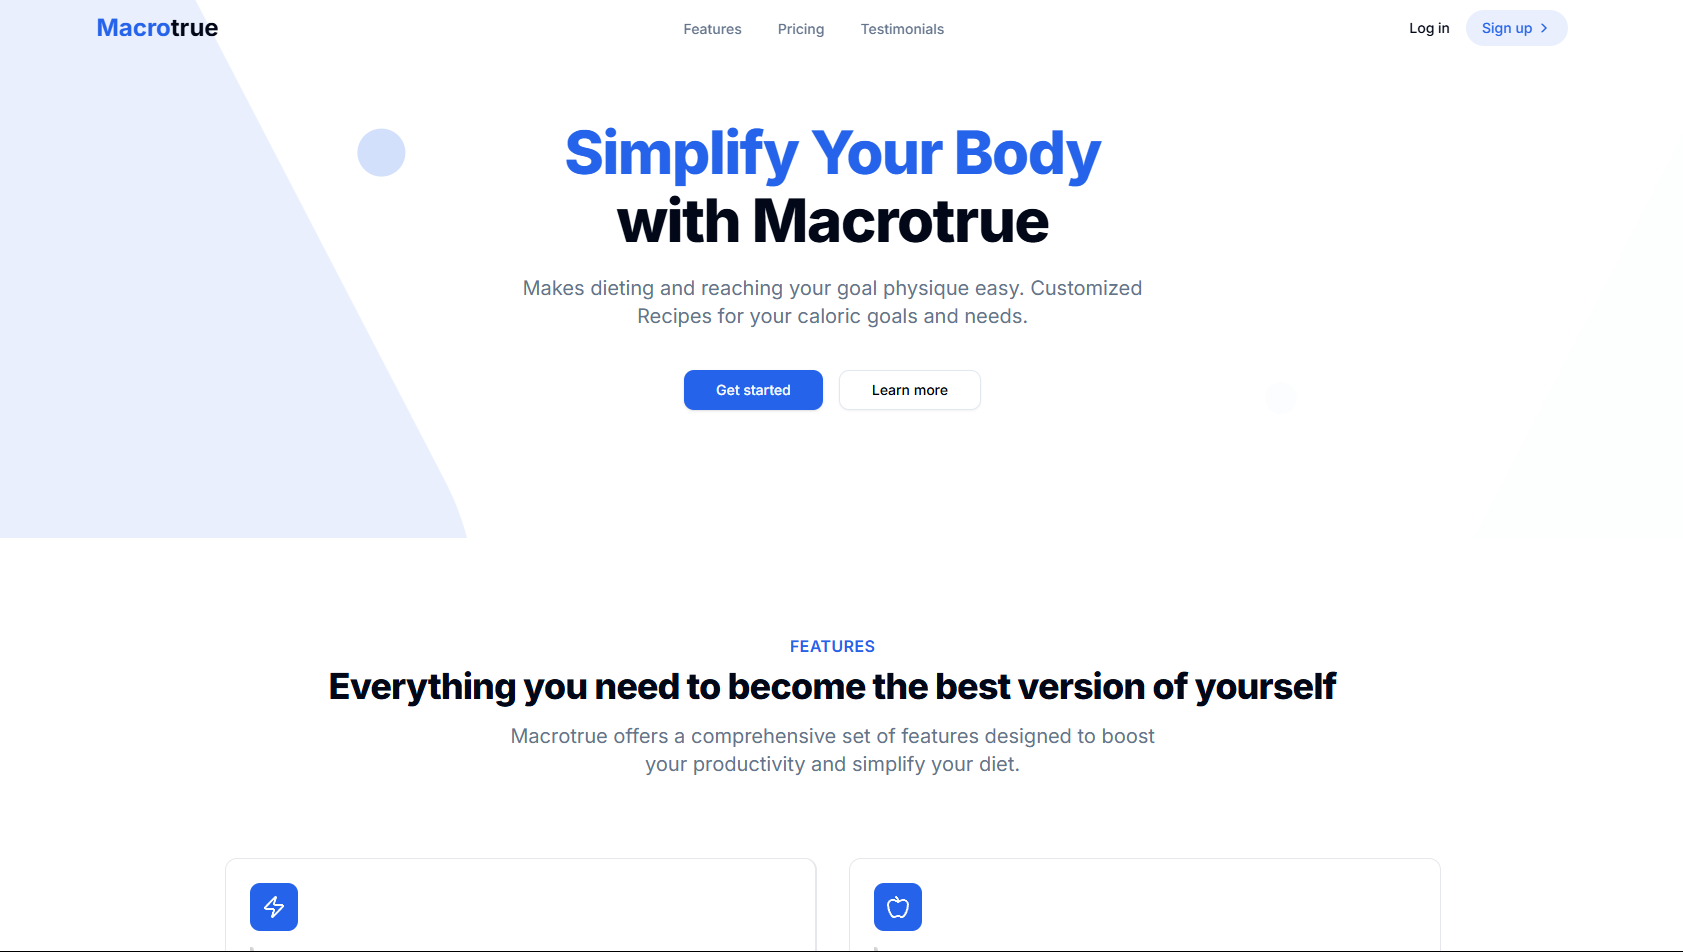 Macrotrue
Features
Pricing
Testimonials
Log in
Sign up
Simplify Your Body
with Macrotrue
Makes dieting and reaching your goal physique easy. Customized
Recipes for your caloric goals and needs.
Get started
Learn more
FEATURES
Everything you need to become the best version of yourself
Macrotrue offers a comprehensive set of features designed to boost
your productivity and simplify your diet.